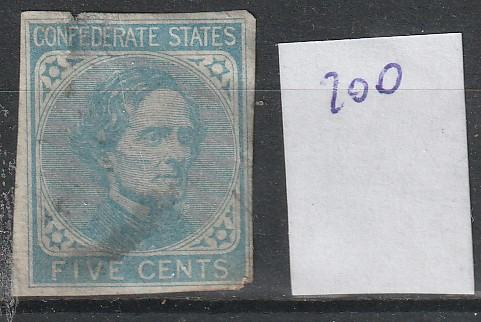 CONFEDERATE STATES
FIVE CENTS
200